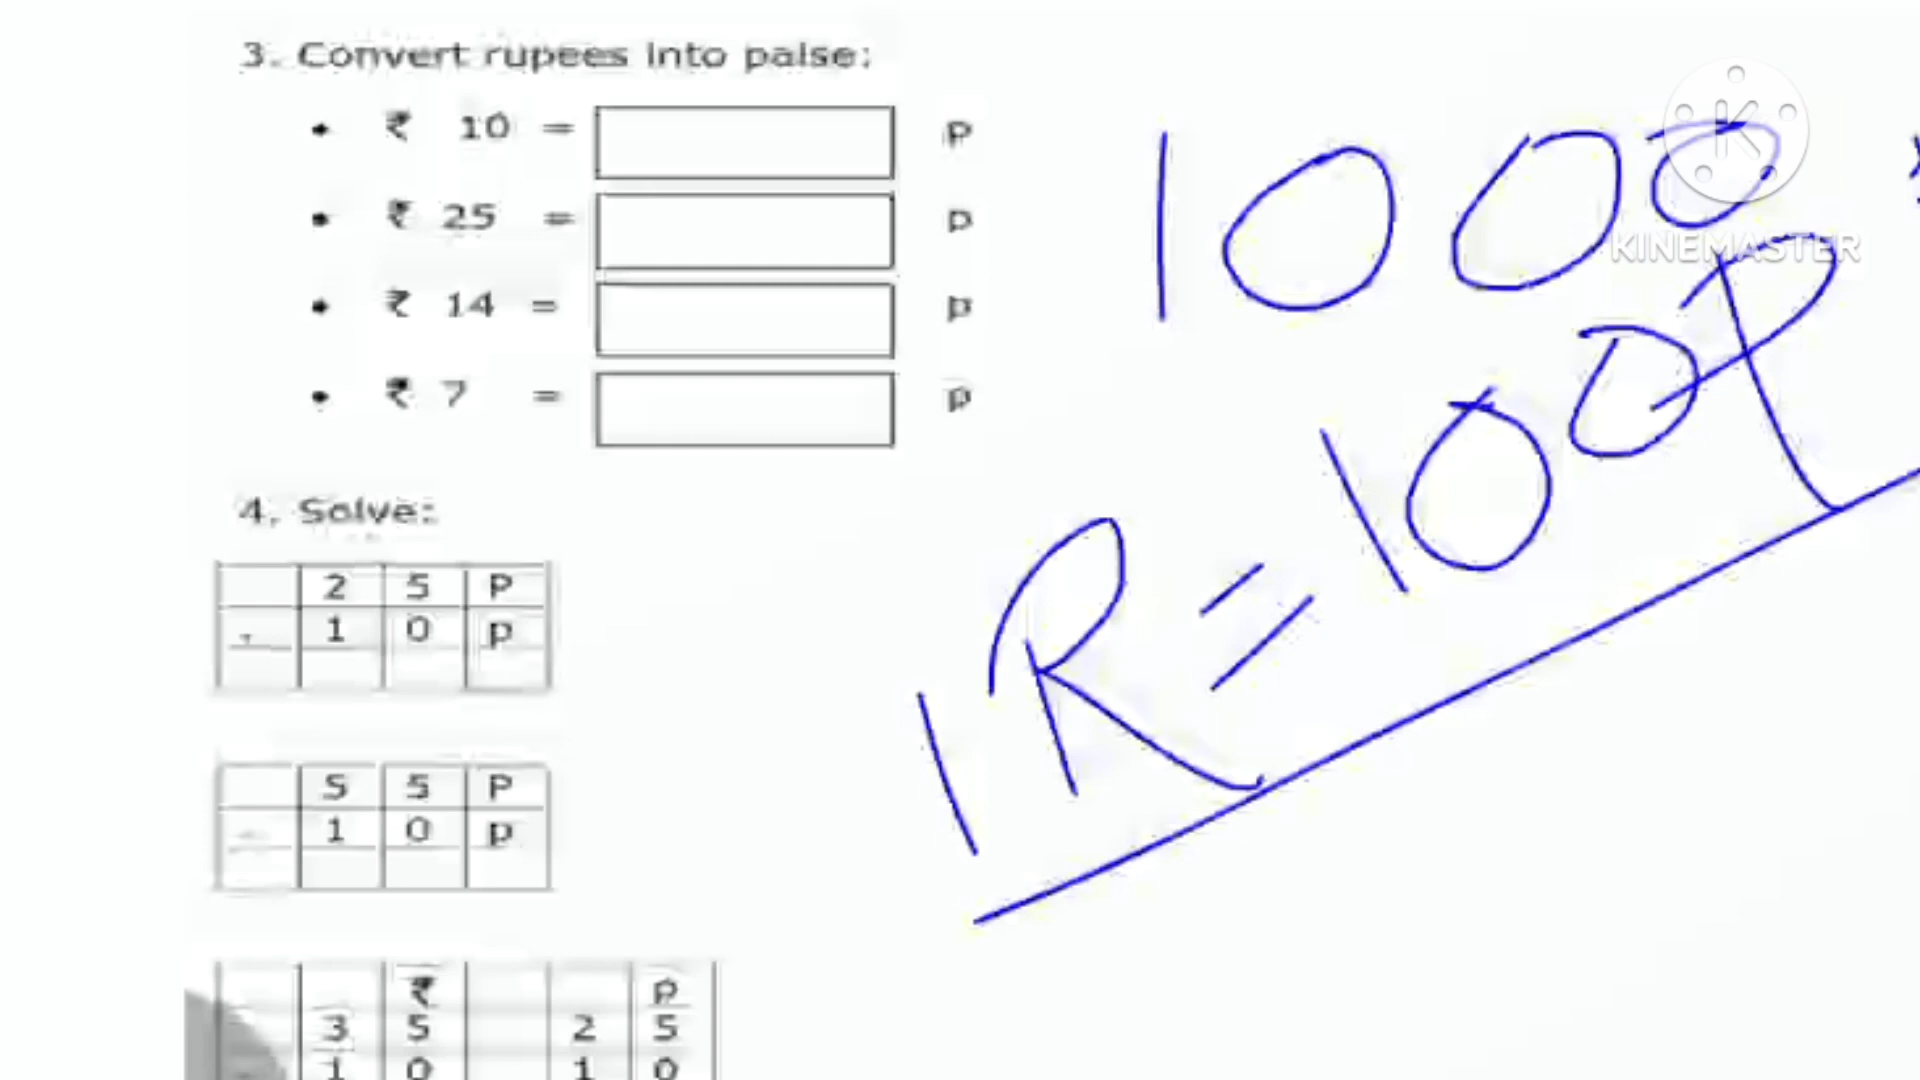 3. Convert rupees into paise:
• ₹ 10 = P
• ₹ 25 = p
• ₹ 14 = p
• ₹ 7 = p
1000
KINEMASTER
1R=100P
4. Solve:
2 5 P
- 1 0 p
5 5 P
- 1 0 p
₹ P
3 5 2 5
- 1 0 1 0